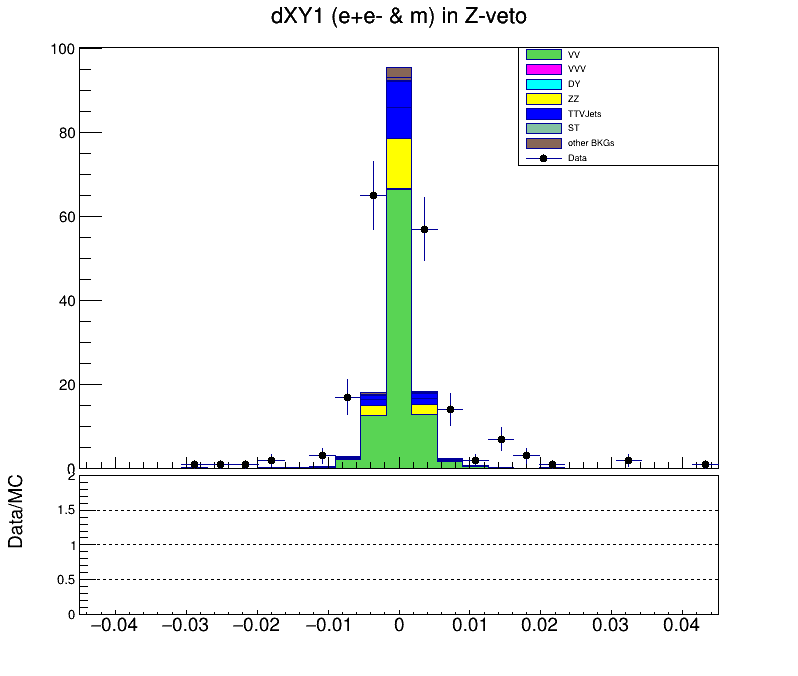 dXY1 (e+e- & m) in Z-veto
100
80
60
40
20
0
VV
VVV
DY
ZZ
TTVJets
ST
other BKGs
Data
Data/MC
2
1.5
1
0.5
0
−0.04 −0.03 −0.02 −0.01 0 0.01 0.02 0.03 0.04